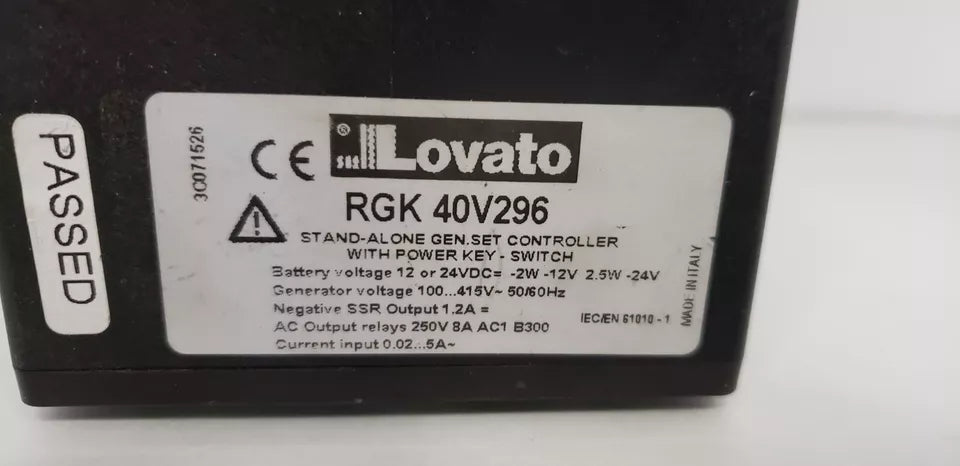 PASSED
3C071526
CE
® Lovato
RGK 40V296
STAND-ALONE GEN.SET CONTROLLER
WITH POWER KEY - SWITCH
Battery voltage 12 or 24VDC= -2W -12V 2.5W -24V
Generator voltage 100...415V~ 50/60Hz
Negative SSR Output 1.2A =
AC Output relays 250V 8A AC1 B300
Current input 0.02...5A~
IEC/EN 61010 - 1
MADE IN ITALY